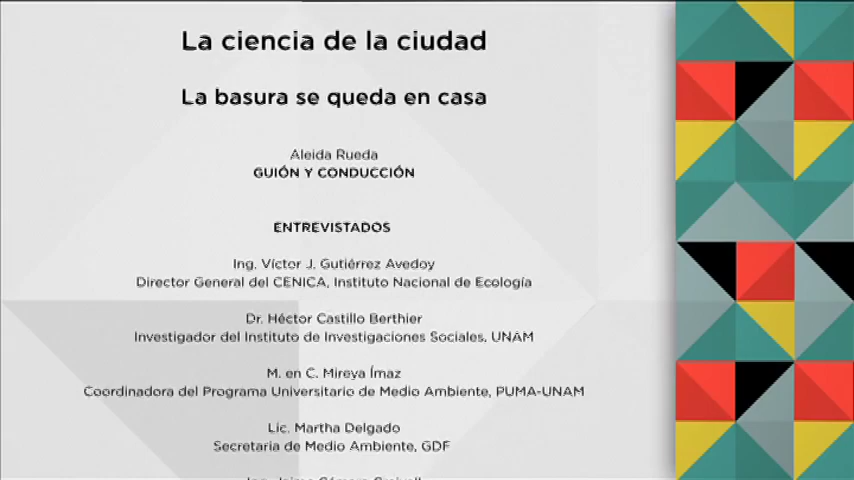 La ciencia de la ciudad
La basura se queda en casa
Aleida Rueda
GUIÓN Y CONDUCCIÓN
ENTREVISTADOS
Ing. Víctor J. Gutiérrez Avedoy
Director General del CENICA, Instituto Nacional de Ecología
Dr. Héctor Castillo Berthier
Investigador del Instituto de Investigaciones Sociales, UNAM
M. en C. Mireya Ímaz
Coordinadora del Programa Universitario de Medio Ambiente, PUMA-UNAM
Lic. Martha Delgado
Secretaria de Medio Ambiente, GDF